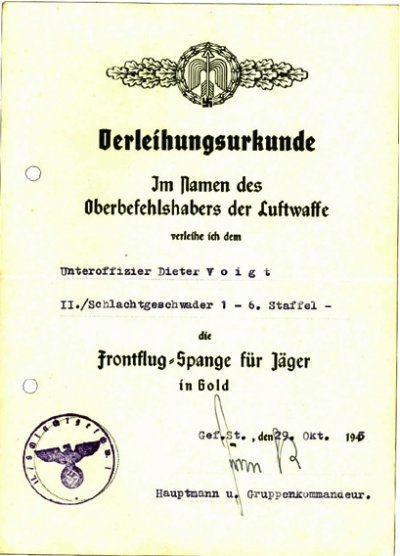 Verleihungsurkunde
Im Namen des
Oberbefehlshabers der Luftwaffe
verleihe ich dem
Unteroffizier Dieter V o i g t
II./Schlachtgeschwader 1 - 6. Staffel -
die
Frontflug-Spange für Jäger
in Gold
Gef.St., den 29. Okt. 194
Hauptmann u. Gruppenkommandeur.